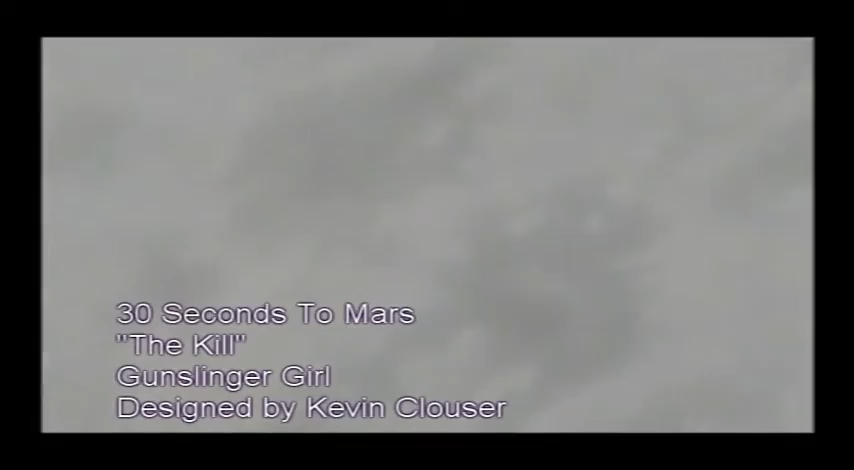 30 Seconds To Mars
"The Kill"
Gunslinger Girl
Designed by Kevin Clouser